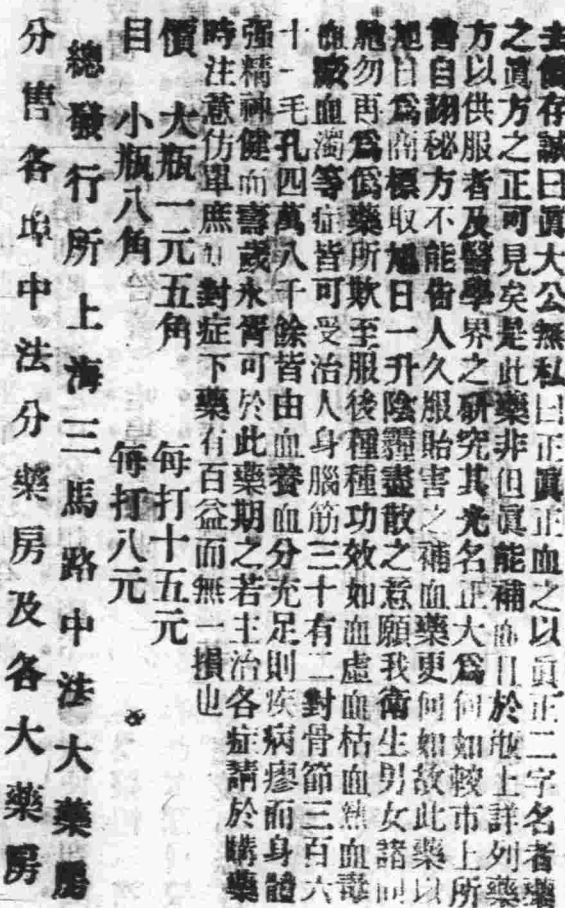 去僞存誠曰眞大公無私曰正眞正血之以眞正二字名者藥
之眞方之正可見矣是此藥非但眞能補血且於瓶上詳列藥
方以供服者及醫學界之研究其光名正大爲何如較市上所
售自詡秘方不能告人久服貽害之補血藥更何如故此藥以
旭日爲商標取旭日一升陰霾盡散之意願我衛生男女諸同
胞勿再爲僞藥所欺至服後種種功效如血虛血枯血熱血毒
血瘀血濁等症皆可受治人身腦筋三十有二對骨節三百六
十一毛孔四萬八千餘皆由血養血分充足則疾病瘳而身體
强精神健而壽歲永胥可於此藥期之若主治各症請於購藥
時注意仿單庶幾對症下藥有百益而無一損也
價 大瓶一元五角 每打十五元
目 小瓶八角 每打八元
總發行所 上海三馬路中法大藥房
分售各埠中法分藥房及各大藥房